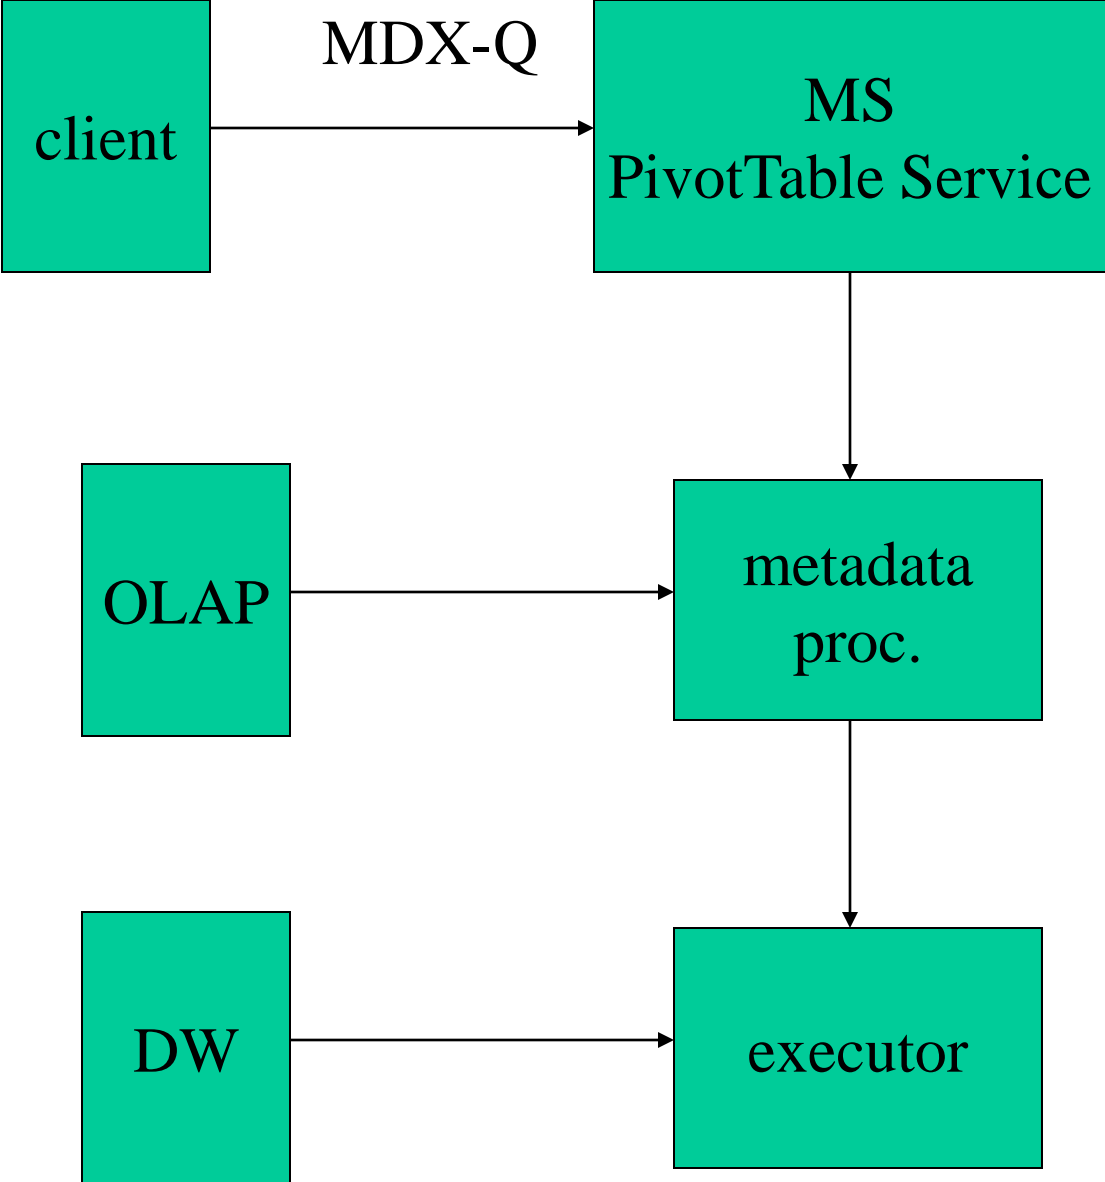 MDX-Q
client
MS
PivotTable Service
OLAP
metadata
proc.
DW
executor